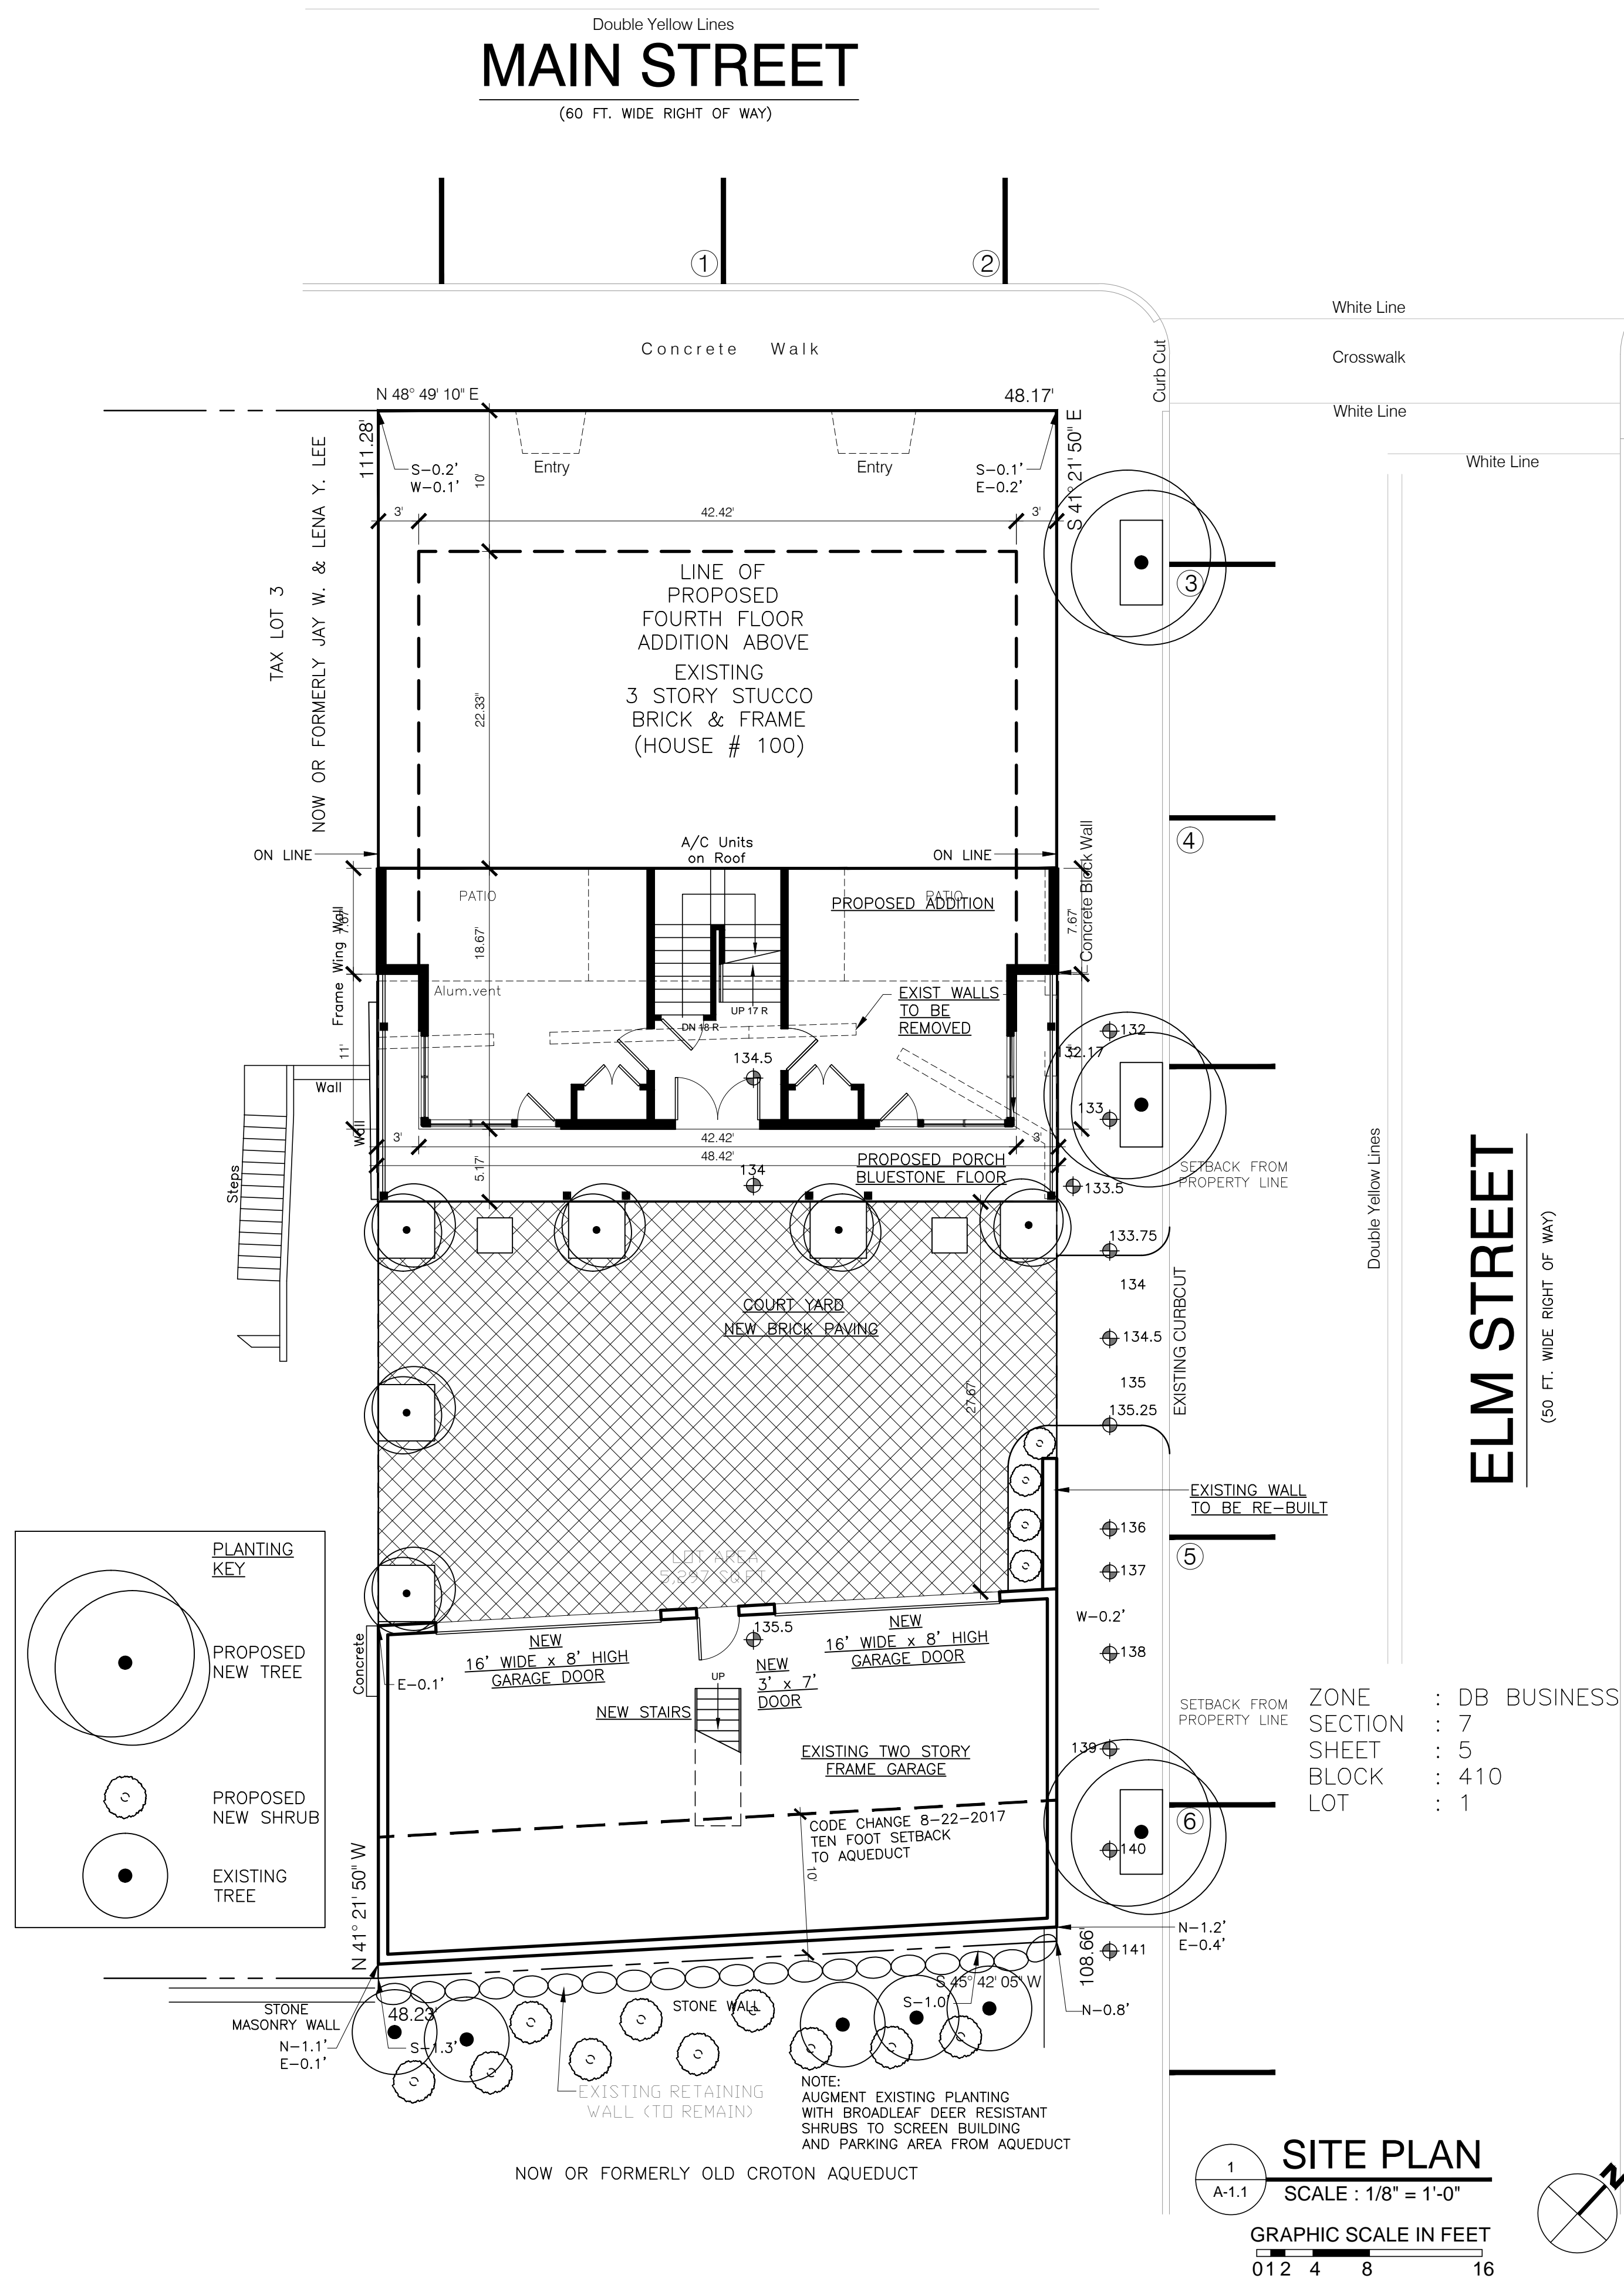 Double Yellow Lines
MAIN STREET
(60 FT. WIDE RIGHT OF WAY)
1
2
White Line
Concrete Walk
Curb Cut
Crosswalk
White Line
N 48° 49' 10" E
48.17'
111.28'
S 41° 21' 50" E
White Line
S-0.2'
W-0.1'
10'
Entry
Entry
S-0.1'
E-0.2'
3'
42.42'
3'
TAX LOT 3
NOW OR FORMERLY JAY W. & LENA Y. LEE
LINE OF
PROPOSED
FOURTH FLOOR
ADDITION ABOVE
3
EXISTING
3 STORY STUCCO
BRICK & FRAME
(HOUSE # 100)
22.33"
A/C Units
on Roof
ON LINE
ON LINE
4
Concrete Block Wall
PATIO
PATIO
PROPOSED ADDITION
Frame Wing Wall
7.67'
18.67'
7.67'
Alum.vent
EXIST WALLS
TO BE
REMOVED
UP 17 R
DN 18 R
132
132.17
11'
134.5
Wall
133
Wall
3'
42.42'
3'
48.42'
Steps
5.17'
134
PROPOSED PORCH
BLUESTONE FLOOR
133.5
SETBACK FROM
PROPERTY LINE
Double Yellow Lines
ELM STREET
(50 FT. WIDE RIGHT OF WAY)
133.75
134
COURT YARD
NEW BRICK PAVING
134.5
EXISTING CURBCUT
135
27.67'
135.25
EXISTING WALL
TO BE RE-BUILT
136
PLANTING
KEY
LOT AREA
5,297 SQ.FT
5
137
W-0.2'
PROPOSED
NEW TREE
Concrete
E-0.1'
NEW
16' WIDE x 8' HIGH
GARAGE DOOR
135.5
NEW
16' WIDE x 8' HIGH
GARAGE DOOR
138
UP
NEW
3' x 7'
DOOR
NEW STAIRS
SETBACK FROM
PROPERTY LINE
ZONE : DB BUSINESS
SECTION : 7
SHEET : 5
BLOCK : 410
LOT : 1
EXISTING TWO STORY
FRAME GARAGE
139
PROPOSED
NEW SHRUB
6
CODE CHANGE 8-22-2017
TEN FOOT SETBACK
TO AQUEDUCT
10'
140
EXISTING
TREE
N 41° 21' 50" W
N-1.2'
E-0.4'
141
108.66'
S 45° 42' 05" W
S-1.0
N-0.8'
STONE
MASONRY WALL
48.23'
STONE WALL
N-1.1'
E-0.1'
S-1.3'
EXISTING RETAINING
WALL (TO REMAIN)
NOTE:
AUGMENT EXISTING PLANTING
WITH BROADLEAF DEER RESISTANT
SHRUBS TO SCREEN BUILDING
AND PARKING AREA FROM AQUEDUCT
NOW OR FORMERLY OLD CROTON AQUEDUCT
1
A-1.1
SITE PLAN
SCALE : 1/8" = 1'-0"
N
GRAPHIC SCALE IN FEET
0 1 2 4 8 16